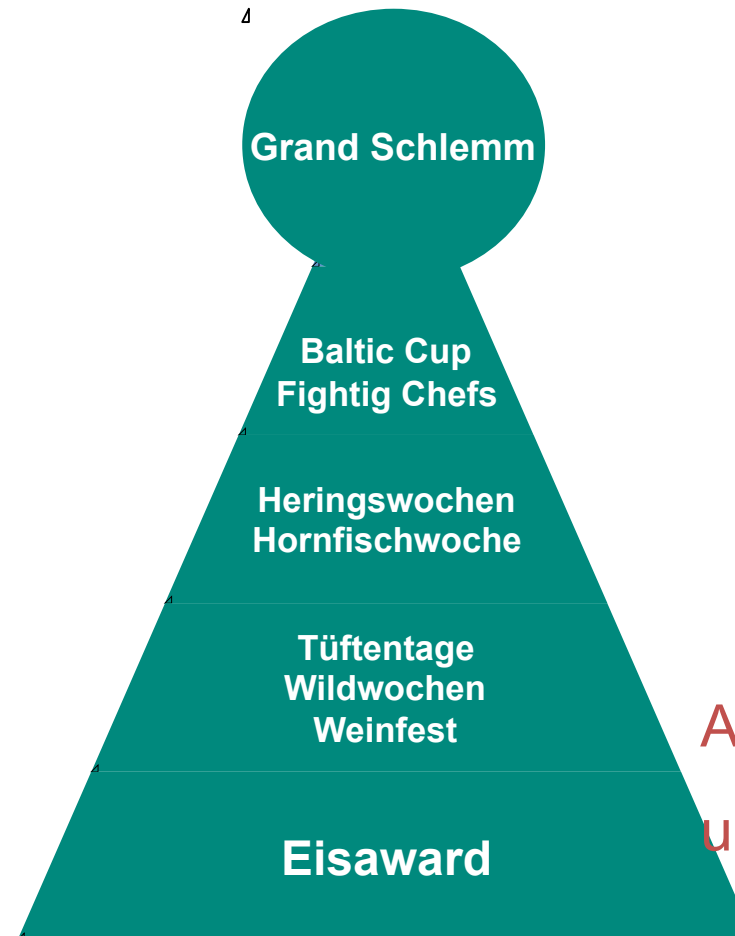 Grand Schlemm
Baltic Cup
Fightig Chefs
Heringswochen
Hornfischwoche
Tüftentage
Wildwochen
Weinfest
A
u
Eisaward